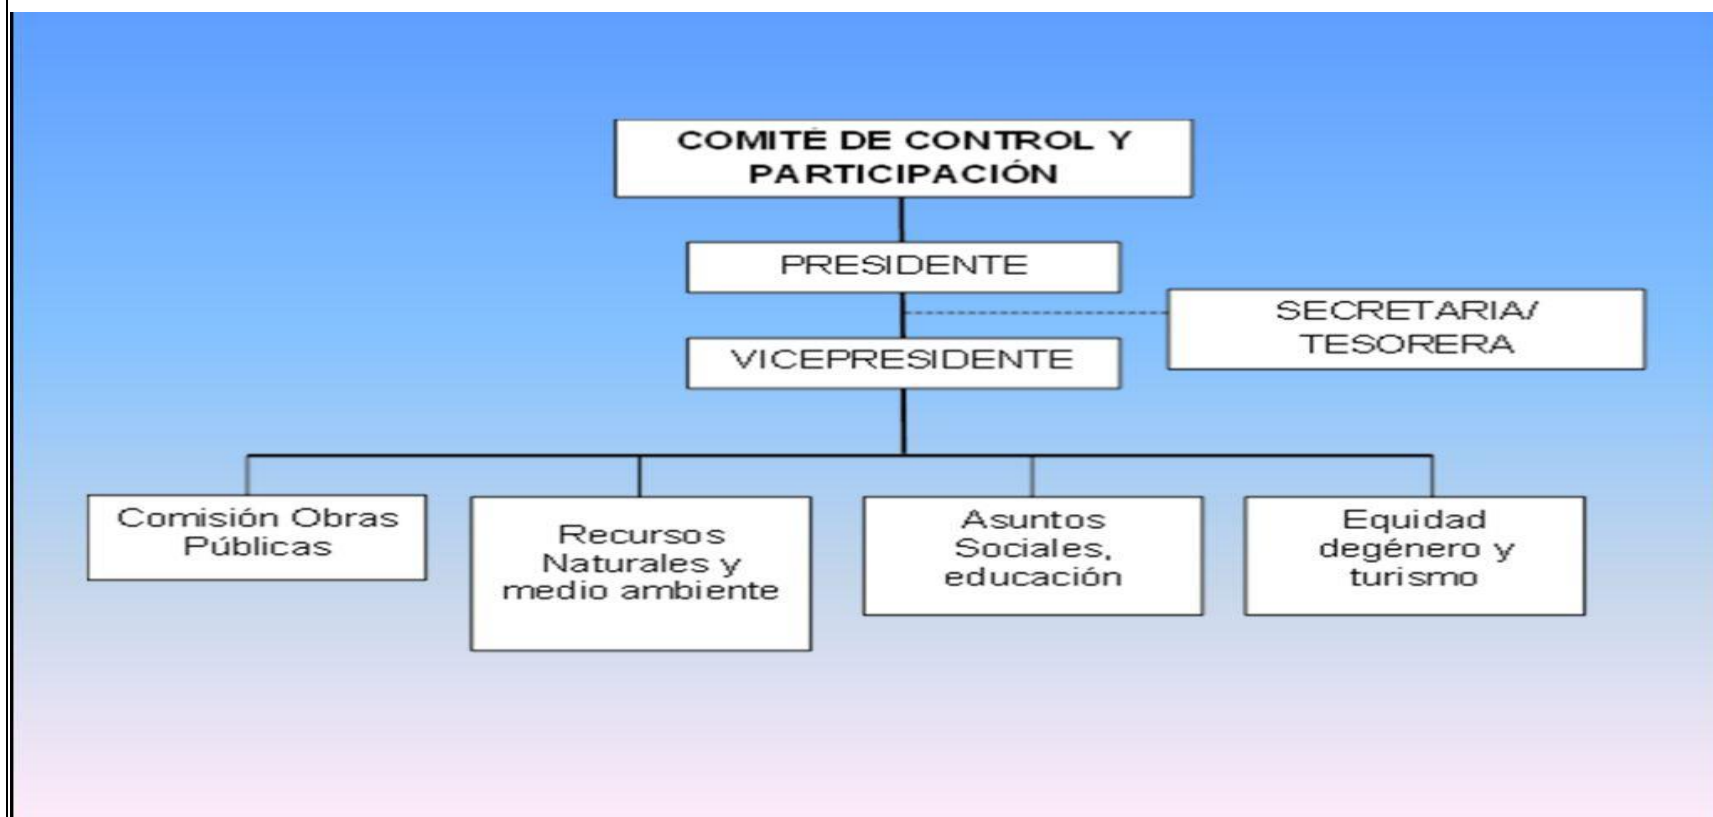 COMITÉ DE CONTROL Y
PARTICIPACIÓN
PRESIDENTE
SECRETARIA/
TESORERA
VICEPRESIDENTE
Comisión Obras
Públicas
Recursos
Naturales y
medio ambiente
Asuntos
Sociales,
educación
Equidad
degénero y
turismo